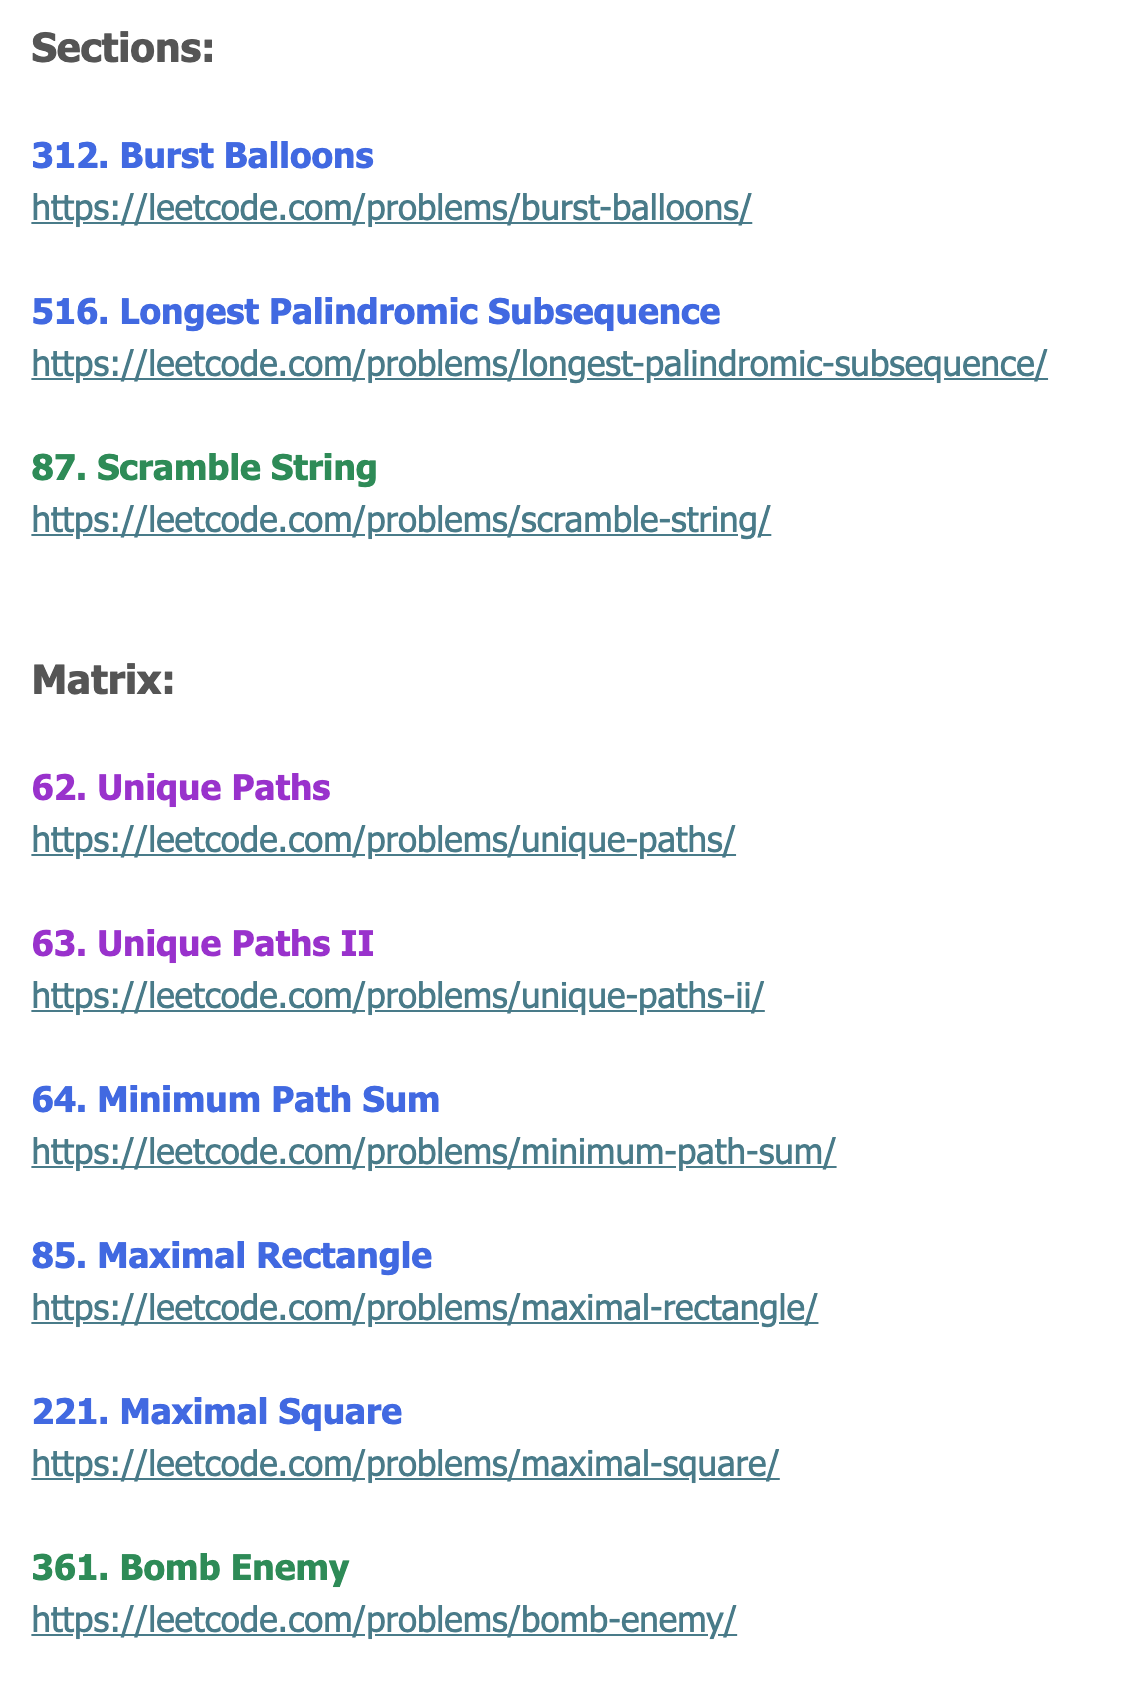 Sections:
312. Burst Balloons
https://leetcode.com/problems/burst-balloons/
516. Longest Palindromic Subsequence
https://leetcode.com/problems/longest-palindromic-subsequence/
87. Scramble String
https://leetcode.com/problems/scramble-string/
Matrix:
62. Unique Paths
https://leetcode.com/problems/unique-paths/
63. Unique Paths II
https://leetcode.com/problems/unique-paths-ii/
64. Minimum Path Sum
https://leetcode.com/problems/minimum-path-sum/
85. Maximal Rectangle
https://leetcode.com/problems/maximal-rectangle/
221. Maximal Square
https://leetcode.com/problems/maximal-square/
361. Bomb Enemy
https://leetcode.com/problems/bomb-enemy/